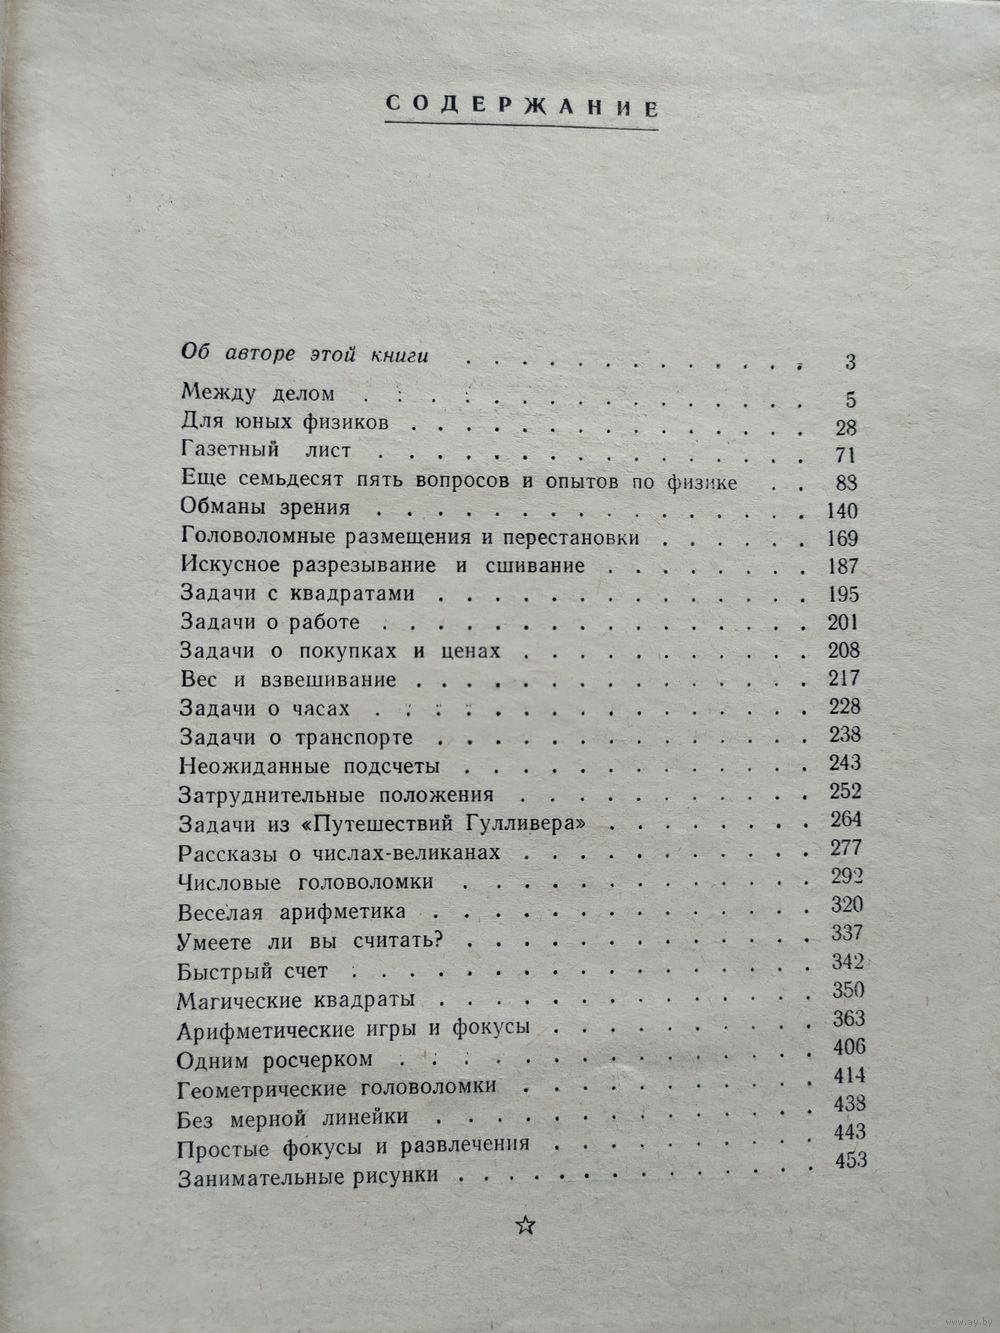 СОДЕРЖАНИЕ
Об авторе этой книги . . . . . . . . . . . . . 3
Между делом . . . . . . . . . . . . . . . . 5
Для юных физиков . . . . . . . . . . . . . . . 28
Газетный лист . . . . . . . . . . . . . . . . 71
Еще семьдесят пять вопросов и опытов по физике . . 83
Обманы зрения . . . . . . . . . . . . . . . . 140
Головоломные размещения и перестановки . . . . . . 169
Искусное разрезывание и сшивание . . . . . . . . 187
Задачи с квадратами . . . . . . . . . . . . . . 195
Задачи о работе . . . . . . . . . . . . . . . . 201
Задачи о покупках и ценах . . . . . . . . . . . 208
Вес и взвешивание . . . . . . . . . . . . . . . 217
Задачи о часах . . . . . . . . . . . . . . . . 228
Задачи о транспорте . . . . . . . . . . . . . . 238
Неожиданные подсчеты . . . . . . . . . . . . . 243
Затруднительные положения . . . . . . . . . . . 252
Задачи из «Путешествий Гулливера» . . . . . . . . 264
Рассказы о числах-великанах . . . . . . . . . . . 277
Числовые головоломки . . . . . . . . . . . . . 292
Веселая арифметика . . . . . . . . . . . . . . 320
Умеете ли вы считать? . . . . . . . . . . . . . 337
Быстрый счет . . . . . . . . . . . . . . . . . 342
Магические квадраты . . . . . . . . . . . . . . 350
Арифметические игры и фокусы . . . . . . . . . . 363
Одним росчерком . . . . . . . . . . . . . . . 406
Геометрические головоломки . . . . . . . . . . . 414
Без мерной линейки . . . . . . . . . . . . . . 438
Простые фокусы и развлечения . . . . . . . . . . 443
Занимательные рисунки . . . . . . . . . . . . . 453
www.ay.by